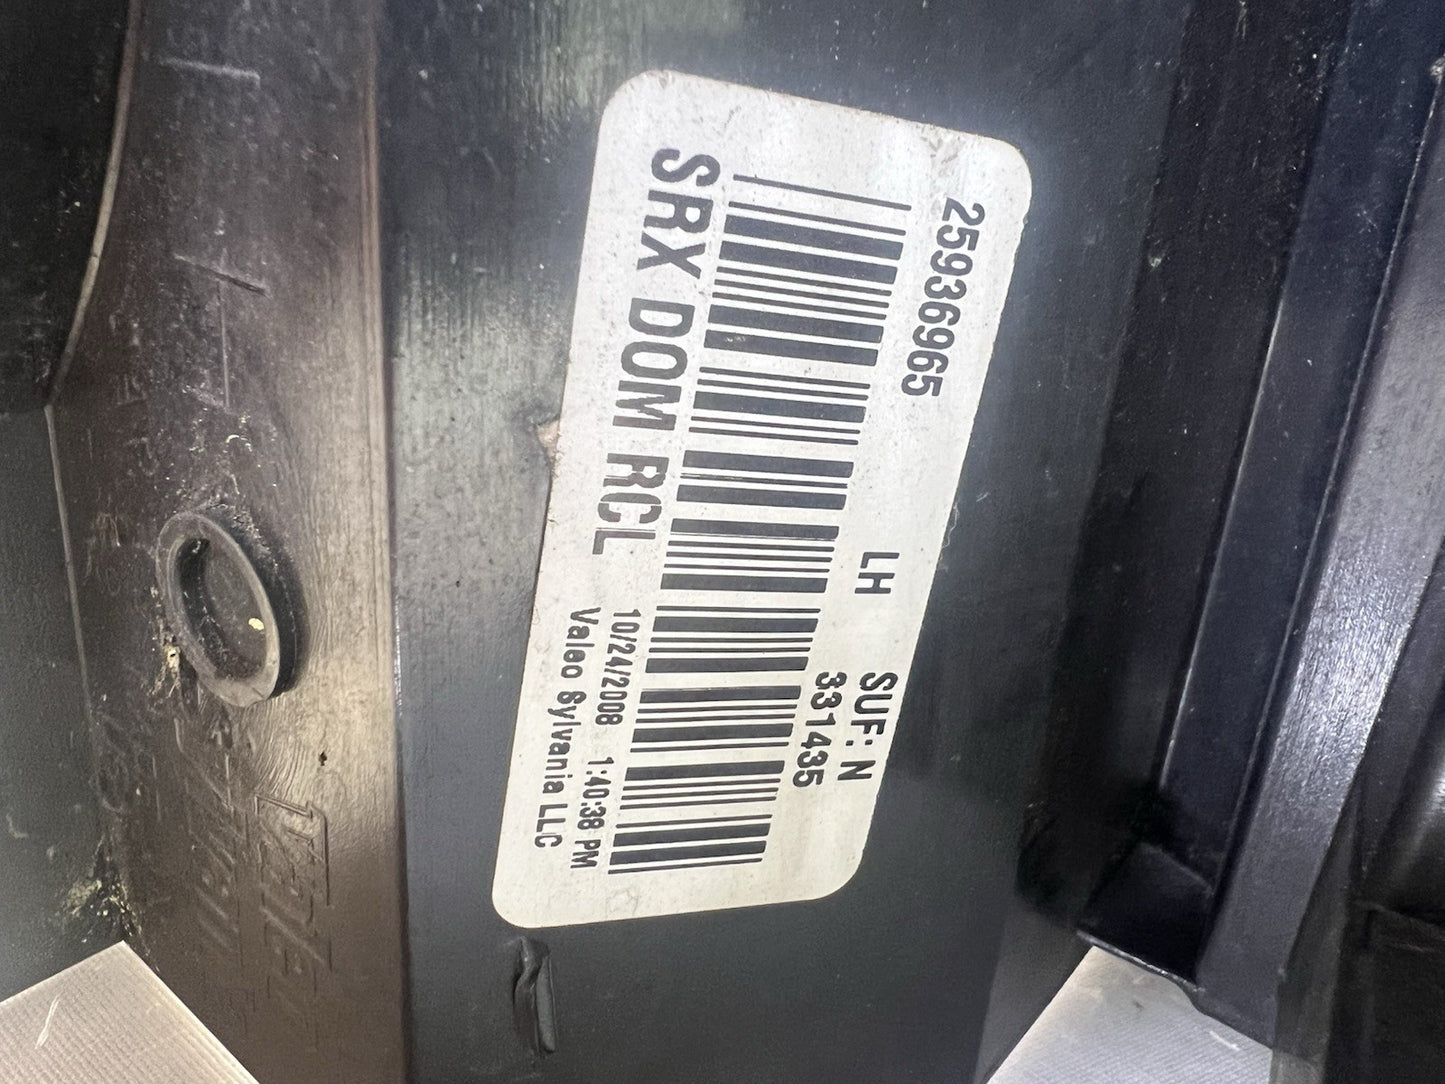 25936965 LH SUF: N
331435
SRX DOM RCL
10/24/2008 1:40:38 PM
Valeo Sylvania LLC